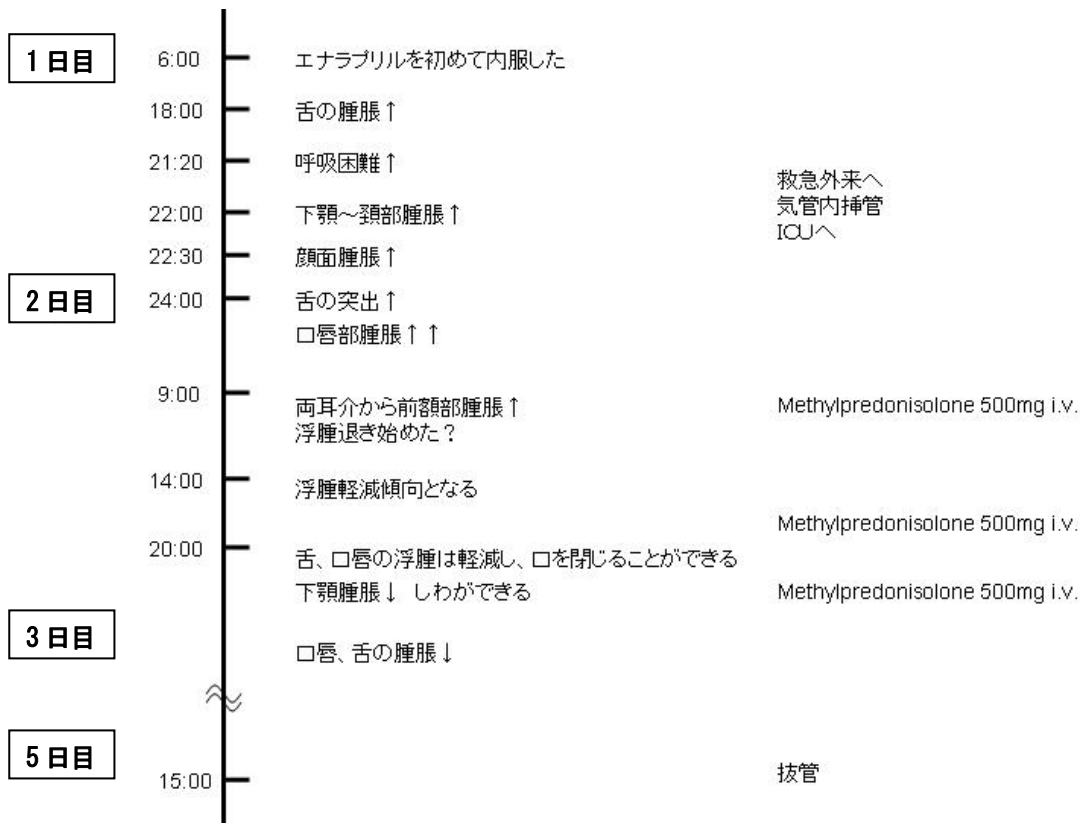 1日目
6:00 エナラプリルを初めて内服した
18:00 舌の腫脹↑
21:20 呼吸困難↑
救急外来へ
気管内挿管
ICUへ
22:00 下顎～頚部腫脹↑
22:30 顔面腫脹↑
2日目
24:00 舌の突出↑
口唇部腫脹↑↑
9:00 両耳介から前額部腫脹↑ Methylpredonisolone 500mg i.v.
浮腫退き始めた？
14:00 浮腫軽減傾向となる
Methylpredonisolone 500mg i.v.
20:00 舌、口唇の浮腫は軽減し、口を閉じることができる
下顎腫脹↓ しわができる Methylpredonisolone 500mg i.v.
3日目
口唇、舌の腫脹↓
5日目
15:00 抜管